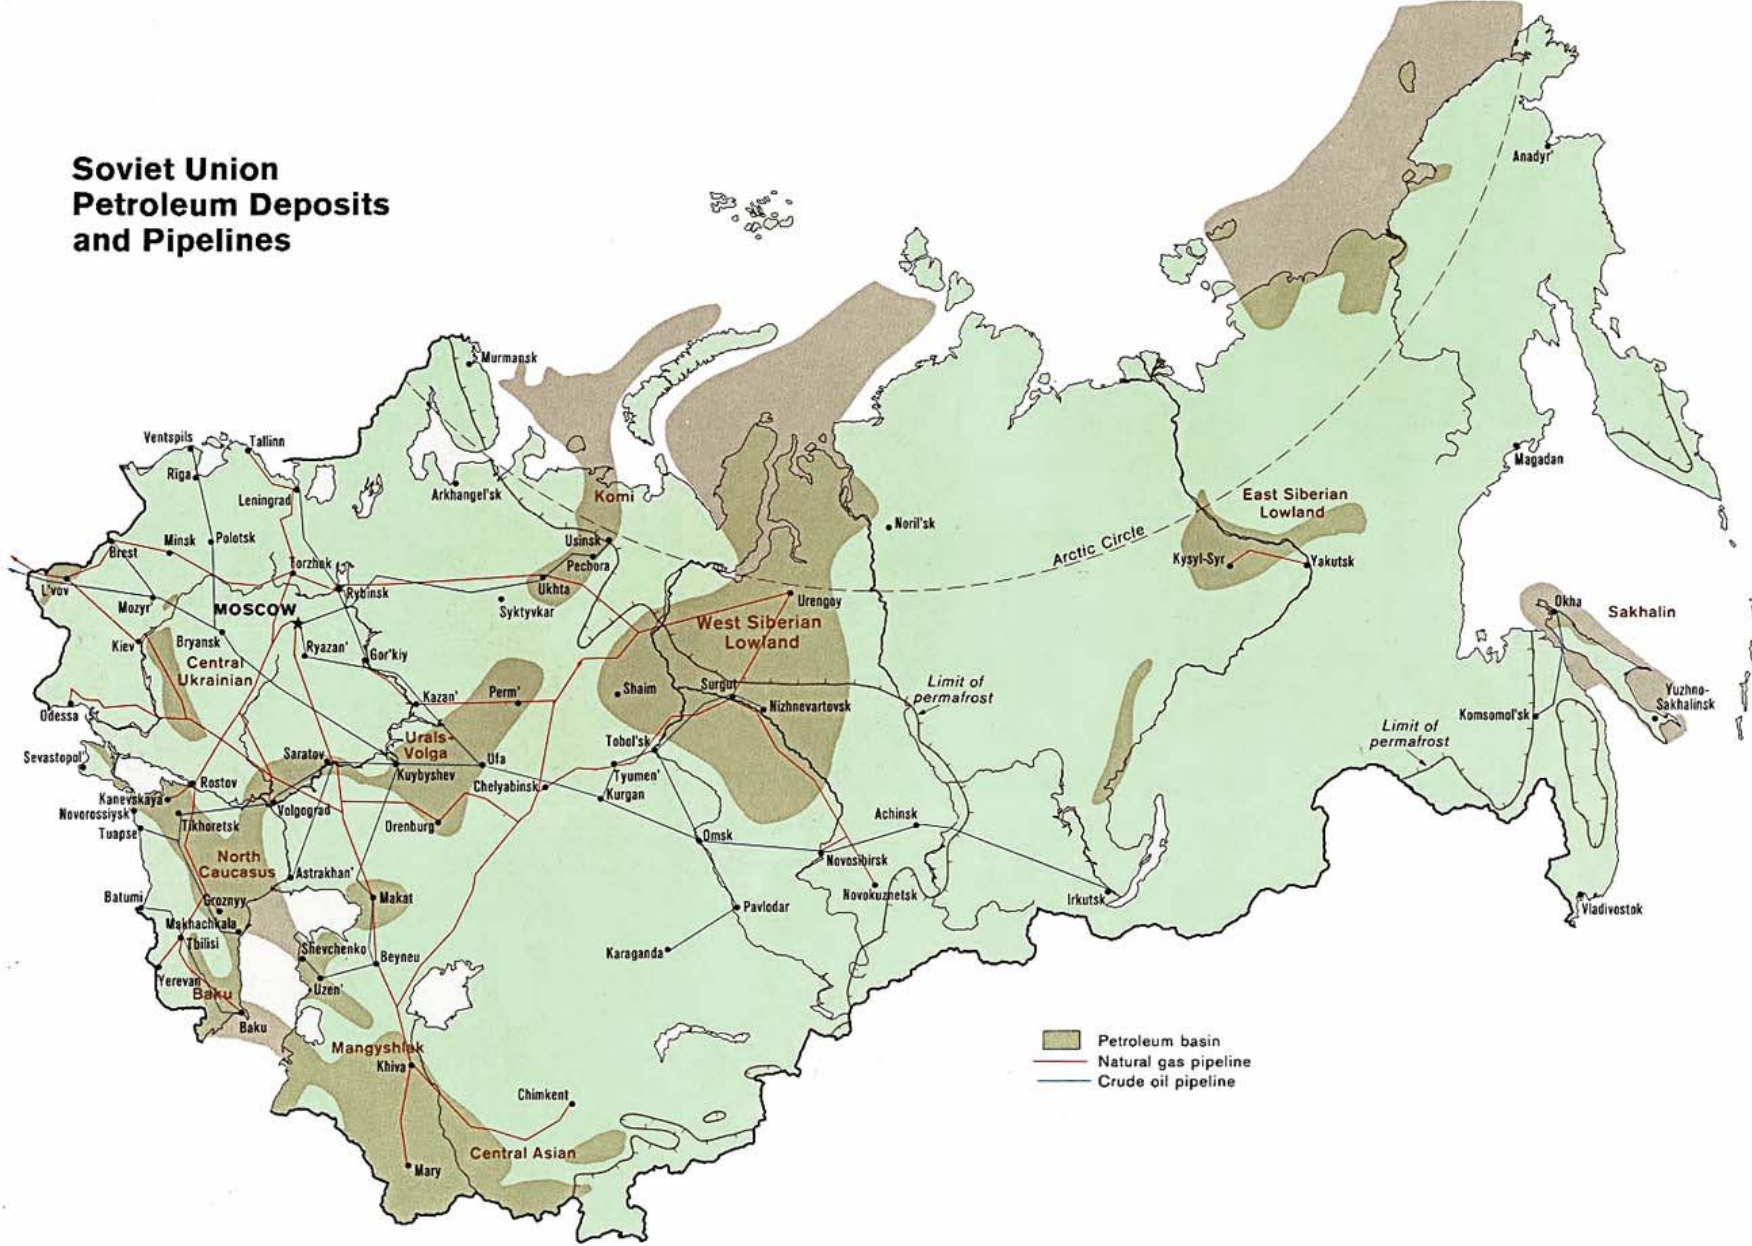 Soviet Union
Petroleum Deposits
and Pipelines
Anadyr'
Murmansk
Ventspils
Tallinn
Riga
Leningrad
Arkhangel'sk
Komi
Magadan
East Siberian
Lowland
Noril'sk
Arctic Circle
Minsk
Polotsk
Brest
Usinsk
Pechora
Torzhok
Kysyl-Syr
Yakutsk
L'vov
Mozyr'
MOSCOW
Rybinsk
Ukhta
Syktyvkar
Urengoy
West Siberian
Lowland
Okha
Sakhalin
Kiev
Bryansk
Ryazan'
Gor'kiy
Central
Ukrainian
Kazan'
Perm'
Shaim
Surgut
Nizhnevartovsk
Limit of
permafrost
Yuzhno-
Sakhalinsk
Odessa
Komsomol'sk
Limit of
permafrost
Urals-
Volga
Tobol'sk
Sevastopol'
Saratov
Kuybyshev
Ufa
Rostov
Chelyabinsk
Tyumen'
Kurgan
Kanevskaya
Novorossiysk
Tuapse
Tikhoretsk
Volgograd
Orenburg
Achinsk
Omsk
North
Caucasus
Astrakhan'
Novosibirsk
Novokuznetsk
Batumi
Groznyy
Makat
Pavlodar
Irkutsk
Vladivostok
Makhachkala
Tbilisi
Shevchenko
Beyneu
Karaganda
Yerevan
Baku
Uzen'
Baku
Mangyshlak
Khiva
Petroleum basin
Natural gas pipeline
Crude oil pipeline
Chimkent
Central Asian
Mary